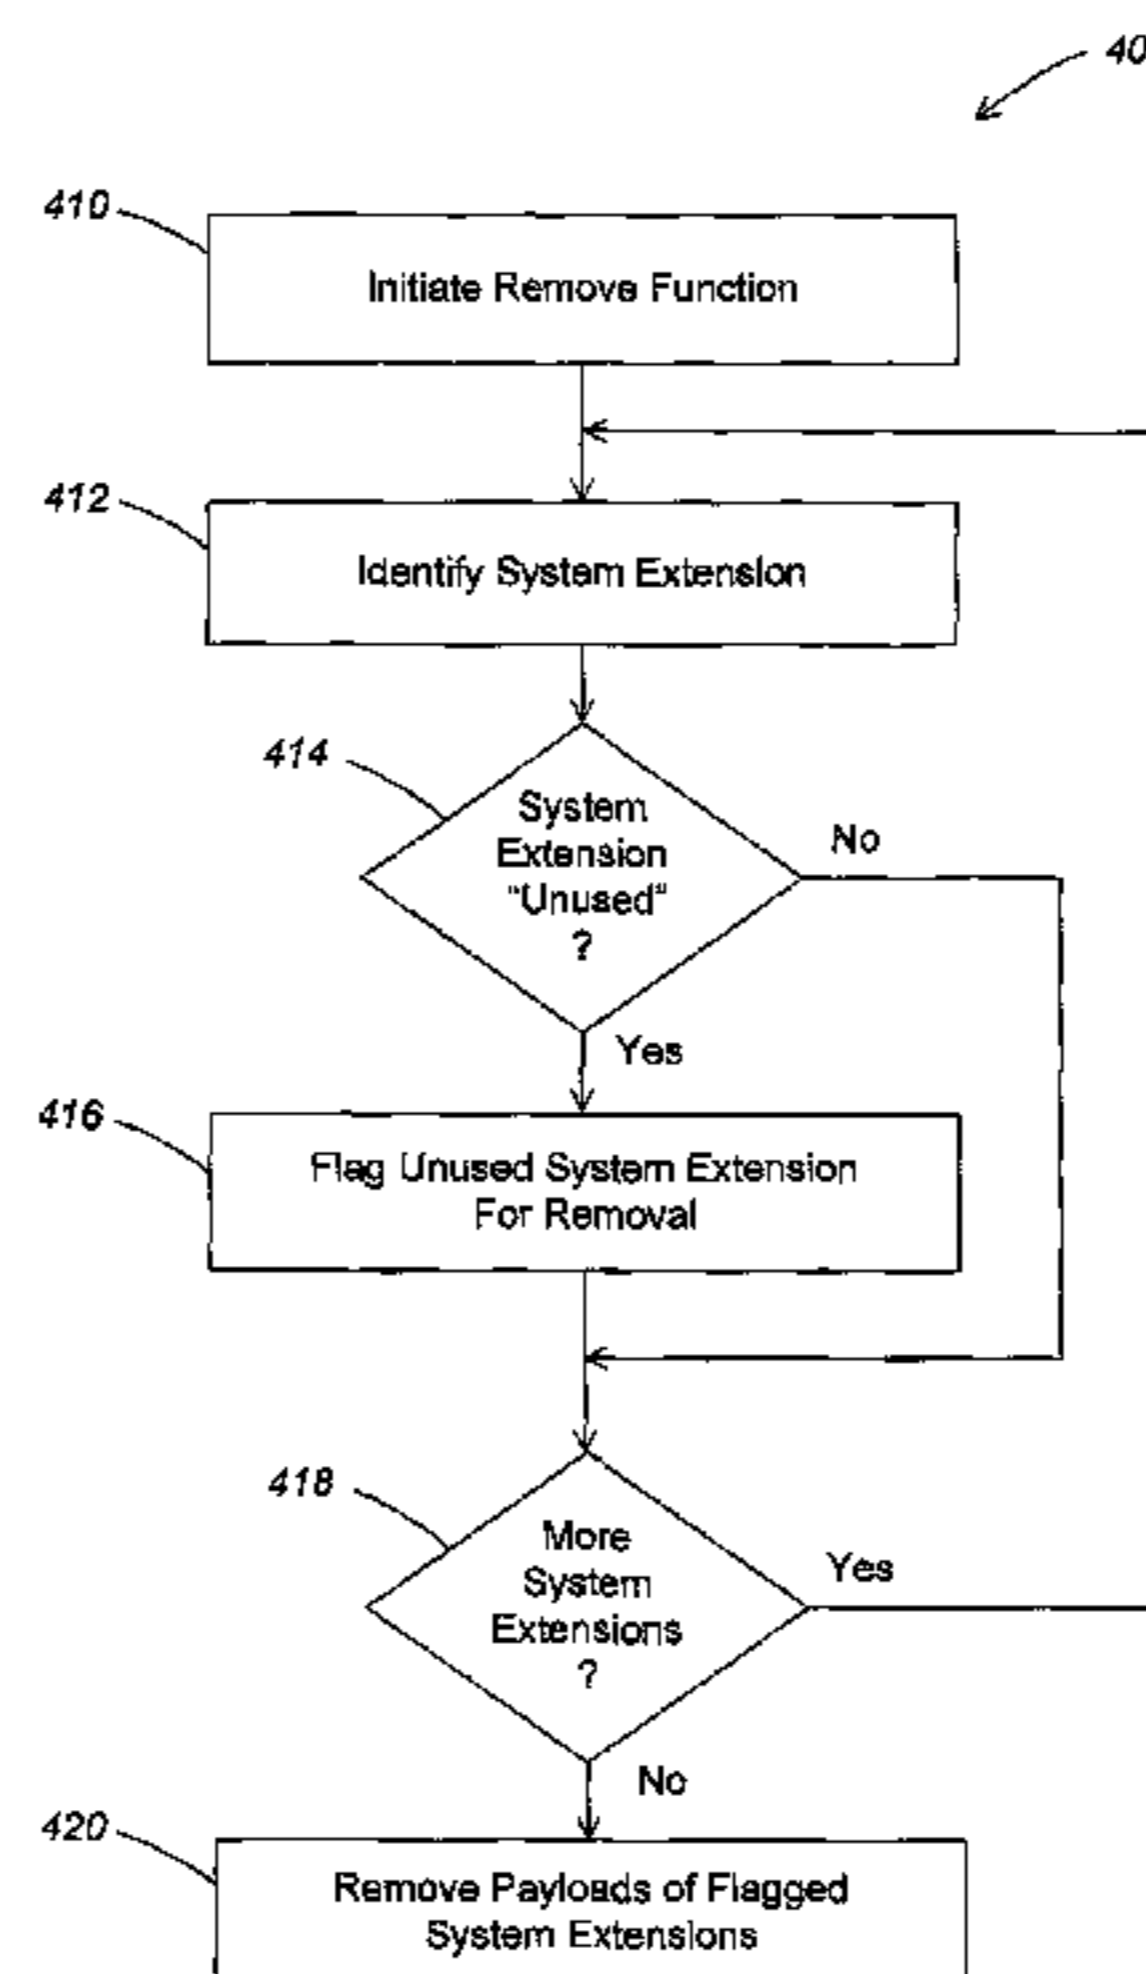 40
410
Initiate Remove Function
412
Identify System Extension
414
System
Extension
"Unused"
?
No
Yes
416
Flag Unused System Extension
For Removal
418
More
System
Extensions
?
Yes
No
420
Remove Payloads of Flagged
System Extensions